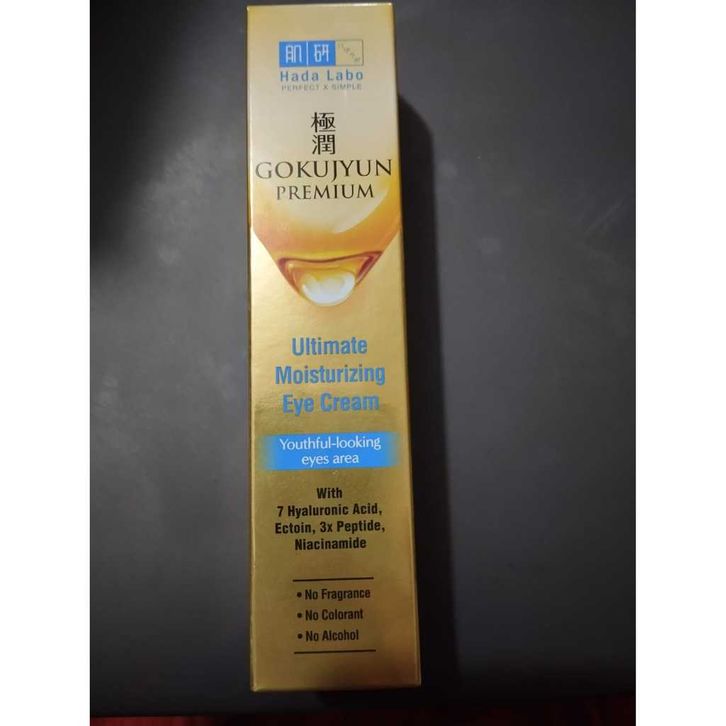 肌研
Hada Labo
PERFECT X SIMPLE
極
潤
GOKUJYUN
PREMIUM
Ultimate
Moisturizing
Eye Cream
Youthful-looking
eyes area
With
7 Hyaluronic Acid,
Ectoin, 3x Peptide,
Niacinamide
• No Fragrance
• No Colorant
• No Alcohol